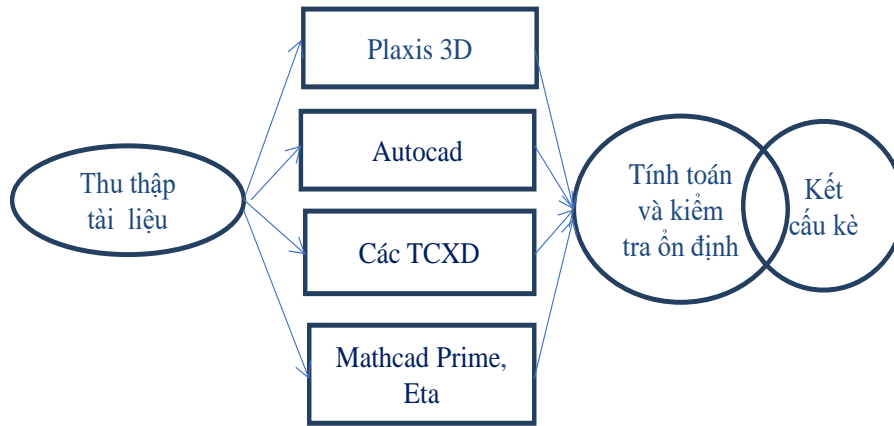 Thu thập
tài liệu
Plaxis 3D
Autocad
Các TCXD
Mathcad Prime,
Eta
Tính toán
và kiểm
tra ổn định
Kết
cấu kè